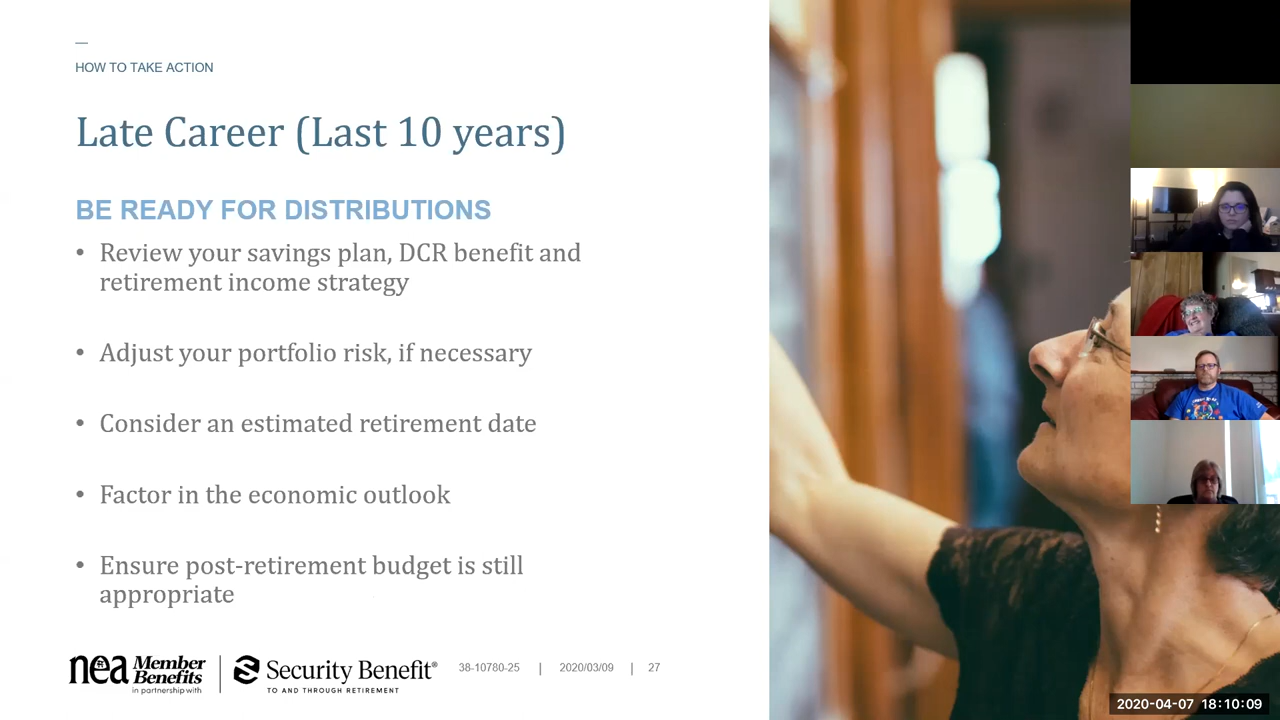 HOW TO TAKE ACTION
Late Career (Last 10 years)
BE READY FOR DISTRIBUTIONS
• Review your savings plan, DCR benefit and
retirement income strategy
• Adjust your portfolio risk, if necessary
• Consider an estimated retirement date
• Factor in the economic outlook
• Ensure post-retirement budget is still
appropriate
nea Member
Benefits
in partnership with
Security Benefit®
TO AND THROUGH RETIREMENT
38-10780-25 | 2020/03/09 | 27
2020-04-07 18:10:09